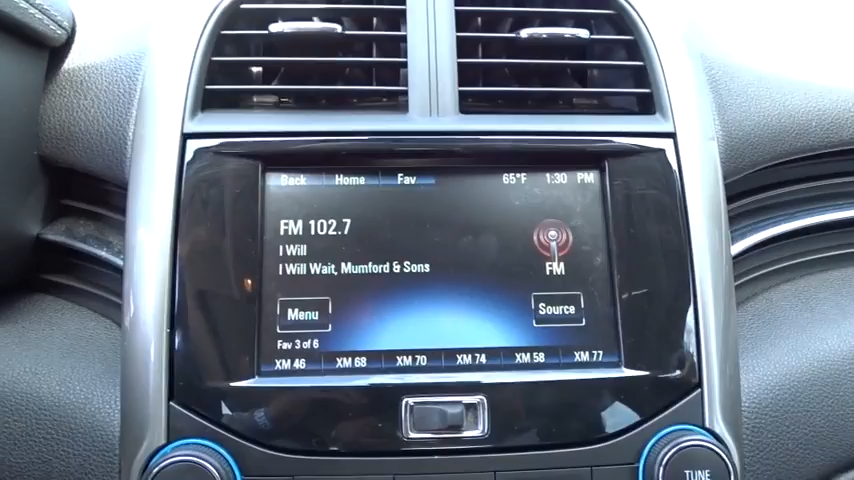 Back Home Fav 65°F 1:30 PM
FM 102.7
I Will
I Will Wait, Mumford & Sons
FM
Menu
Source
Fav 3 of 6
XM 46 XM 68 XM 70 XM 74 XM 58 XM 77
TUNE